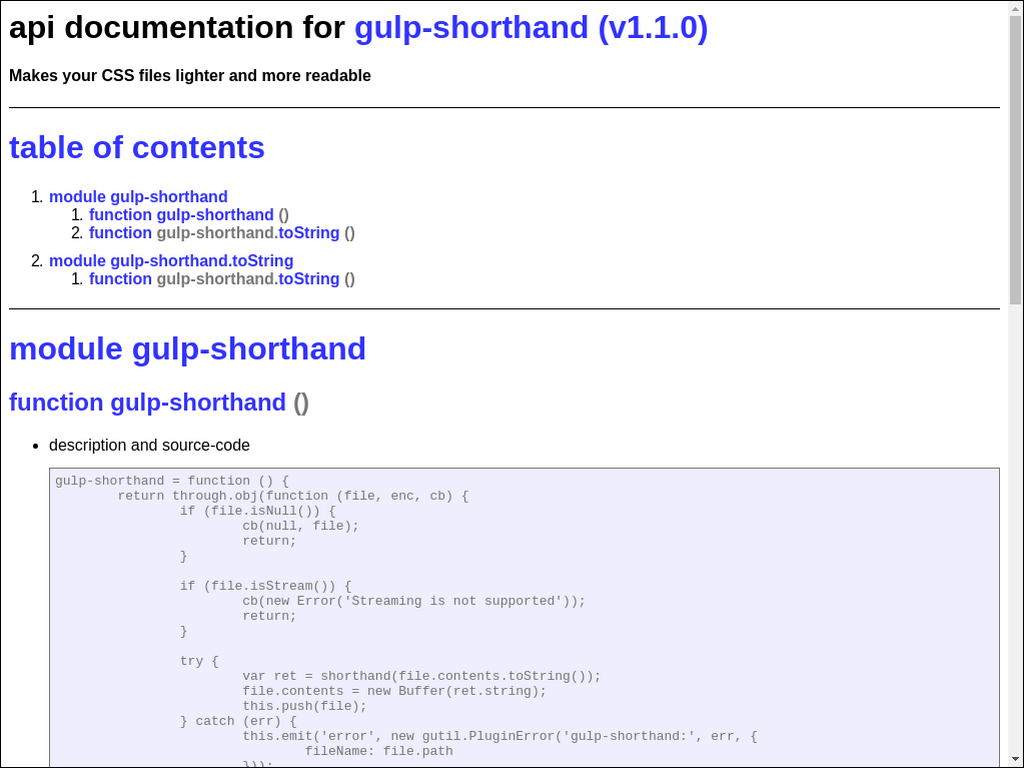 api documentation for gulp-shorthand (v1.1.0)
Makes your CSS files lighter and more readable
table of contents
1. module gulp-shorthand
1. function gulp-shorthand ()
2. function gulp-shorthand.toString ()
2. module gulp-shorthand.toString
1. function gulp-shorthand.toString ()
module gulp-shorthand
function gulp-shorthand ()
• description and source-code
gulp-shorthand = function () {
return through.obj(function (file, enc, cb) {
if (file.isNull()) {
cb(null, file);
return;
}
if (file.isStream()) {
cb(new Error('Streaming is not supported'));
return;
}
try {
var ret = shorthand(file.contents.toString());
file.contents = new Buffer(ret.string);
this.push(file);
} catch (err) {
this.emit('error', new gutil.PluginError('gulp-shorthand:', err, {
fileName: file.path
}));